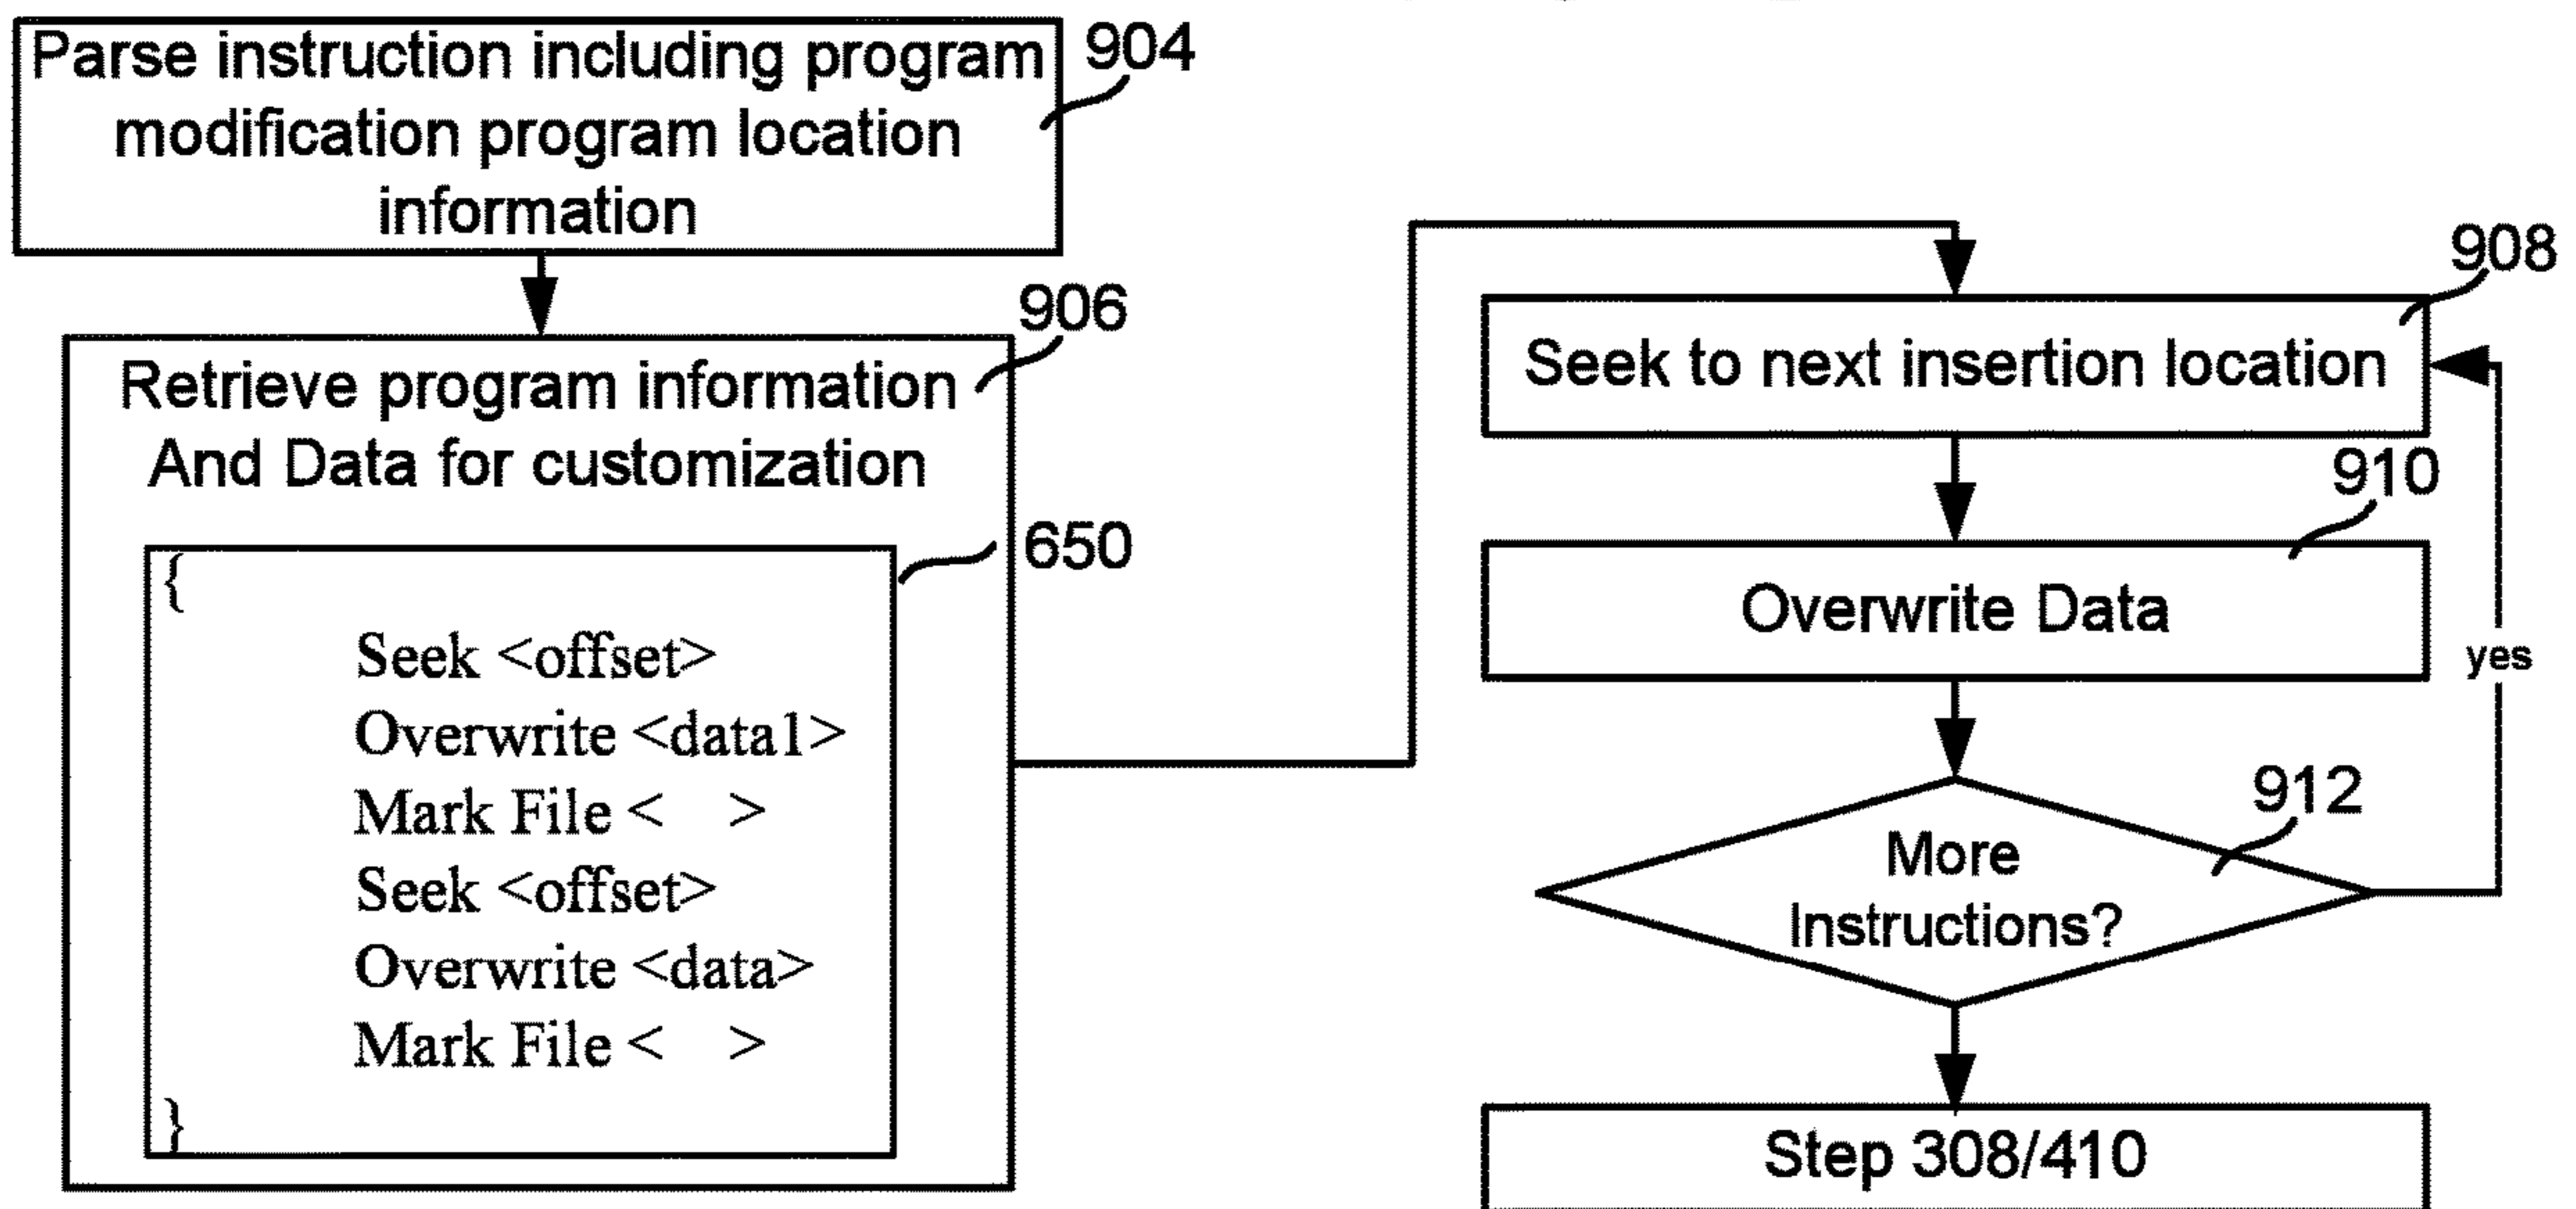 Parse instruction including program
modification program location
information
904
Retrieve program information
And Data for customization
906
650
{
Seek <offset>
Overwrite <data1>
Mark File <   >
Seek <offset>
Overwrite <data>
Mark File <   >
}
908
Seek to next insertion location
910
Overwrite Data
yes
912
More
Instructions?
Step 308/410